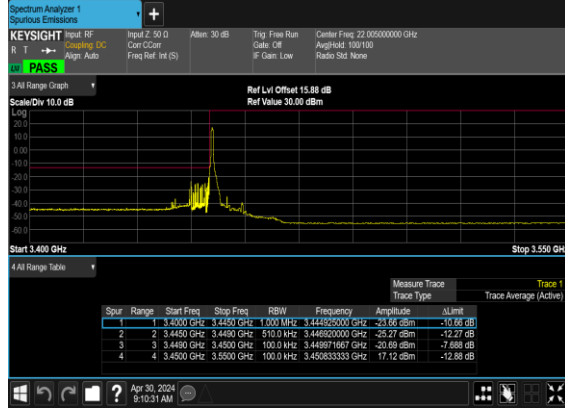 Spectrum Analyzer 1
Spurious Emissions
+
KEYSIGHT Input: RF Input Z: 50 Ω Atten: 30 dB Trig: Free Run Center Freq: 22.005000000 GHz
R T Coupling: DC Corr CCorr Gate: Off Avg|Hold: 100/100
Align: Auto Freq Ref: Int (S) IF Gain: Low Radio Std: None
PASS
3 All Range Graph
Ref Lvl Offset 15.88 dB
Scale/Div 10.0 dB Ref Value 30.00 dBm
Log
20.0
10.0
0.00
-10.0
-20.0
-30.0
-40.0
-50.0
-60.0
Start 3.400 GHz Stop 3.550 GH
4 All Range Table
Measure Trace Trace 1
Trace Type Trace Average (Active)
Spur Range Start Freq Stop Freq RBW Frequency Amplitude ΔLimit
1 1 3.4000 GHz 3.4450 GHz 1.000 MHz 3.444925000 GHz -23.66 dBm -10.66 dB
2 2 3.4450 GHz 3.4490 GHz 510.0 kHz 3.446920000 GHz -25.27 dBm -12.27 dB
3 3 3.4490 GHz 3.4500 GHz 100.0 kHz 3.449971667 GHz -20.69 dBm -7.688 dB
4 4 3.4500 GHz 3.5500 GHz 100.0 kHz 3.450833333 GHz 17.12 dBm -12.88 dB
? Apr 30, 2024
9:10:31 AM